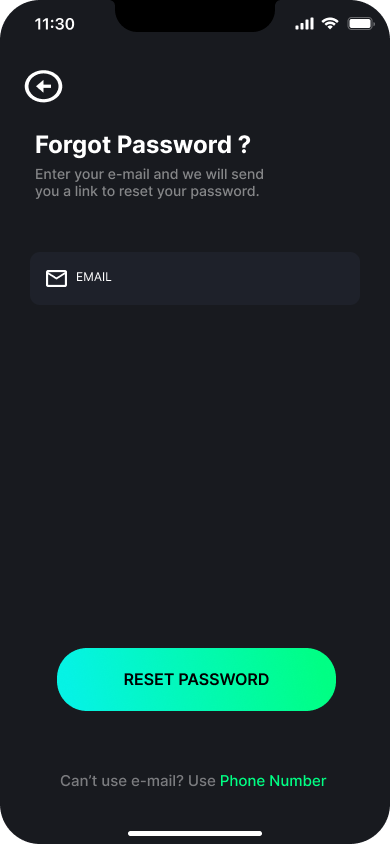 11:30
Forgot Password ?
Enter your e-mail and we will send
you a link to reset your password.
EMAIL
RESET PASSWORD
Can’t use e-mail? Use Phone Number